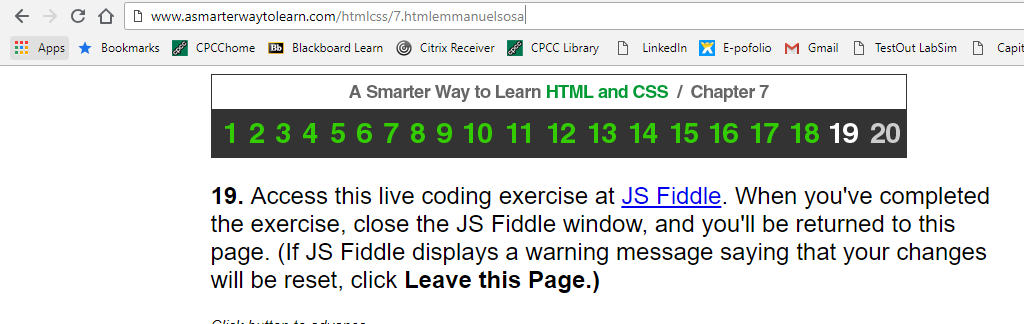 www.asmarterwaytolearn.com/htmlcss/7.htmlemmanuelsosa
Apps Bookmarks CPCChome Bb Blackboard Learn Citrix Receiver CPCC Library LinkedIn E-pofolio Gmail TestOut LabSim Capit
A Smarter Way to Learn HTML and CSS / Chapter 7
1 2 3 4 5 6 7 8 9 10 11 12 13 14 15 16 17 18 19 20
19. Access this live coding exercise at JS Fiddle. When you've completed
the exercise, close the JS Fiddle window, and you'll be returned to this
page. (If JS Fiddle displays a warning message saying that your changes
will be reset, click Leave this Page.)
Click button to advance